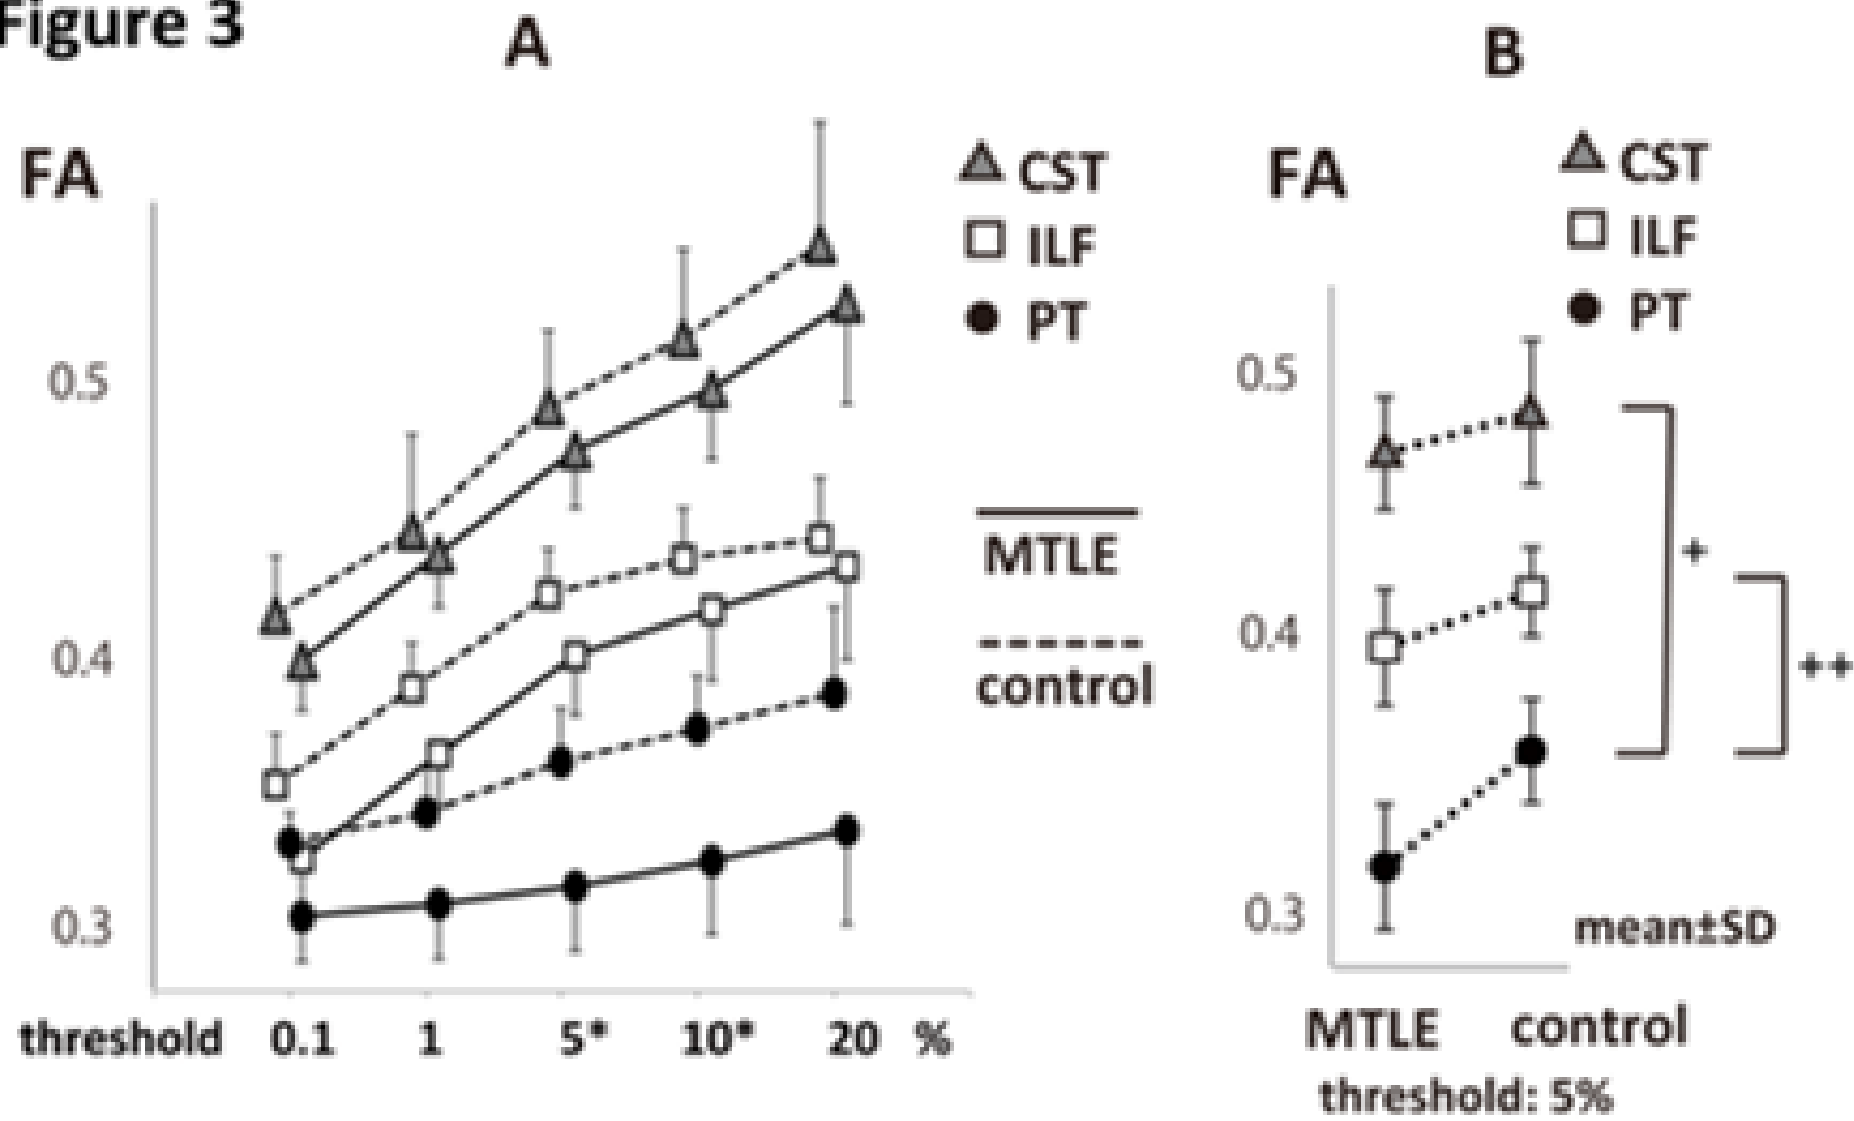 Figure 3
A
FA
CST
ILF
PT
0.5
0.4
0.3
MTLE
control
threshold 0.1 1 5* 10* 20 %
B
FA
CST
ILF
PT
0.5
0.4
0.3
+
++
mean±SD
MTLE control
threshold: 5%